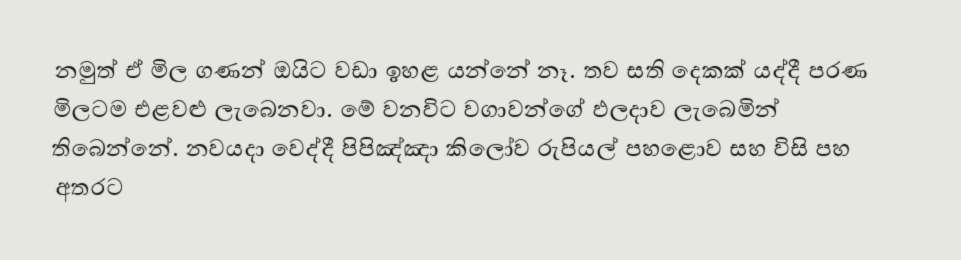 නමුත් ඒ මිල ගණන් ඔයිට වඩා ඉහළ යන්නේ නෑ. තව සති දෙකක් යද්දී පරණ
මිලටම එළවළු ලැබෙනවා. මේ වනවිට වගාවන්ගේ ඵලදාව ලැබෙමින්
තිබෙන්නේ. නවයදා වෙද්දී පිපිඤ්ඤා කිලෝව රුපියල් පහළොව සහ විසි පහ
අතරට